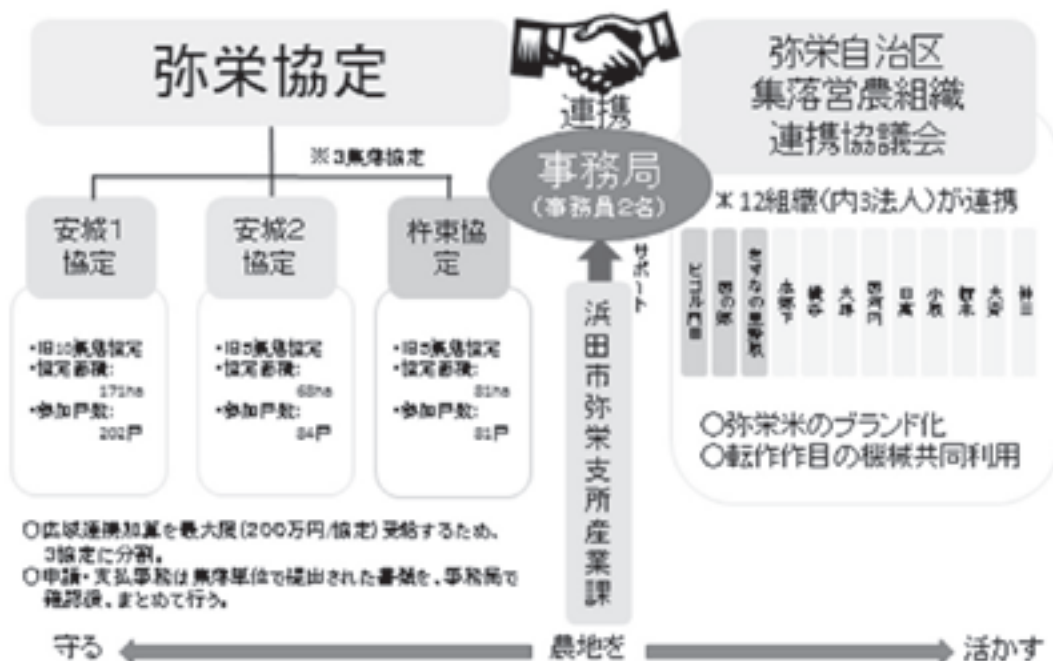 弥栄協定
連携
弥栄自治区
集落営農組織
連携協議会
※3集落協定
事務局
(事務員2名)
※12組織(内3法人)が連携
安城1
協定
安城2
協定
杵束協
定
サポート
・旧10集落協定
・協定面積:
171ha
・参加戸数:
202戸
・旧5集落協定
・協定面積:
68ha
・参加戸数:
84戸
・旧5集落協定
・協定面積:
81ha
・参加戸数:
81戸
浜田市弥栄支所産業課
ビゴル門田
大坪
日高
小坂
○弥栄米のブランド化
○転作作目の機械共同利用
○広域連携加算を最大限(200万円/協定)受給するため、
3協定に分割。
○申請・支払事務は集落単位で提出された書類を、事務局で
確認後、まとめて行う。
守る
農地を
活かす